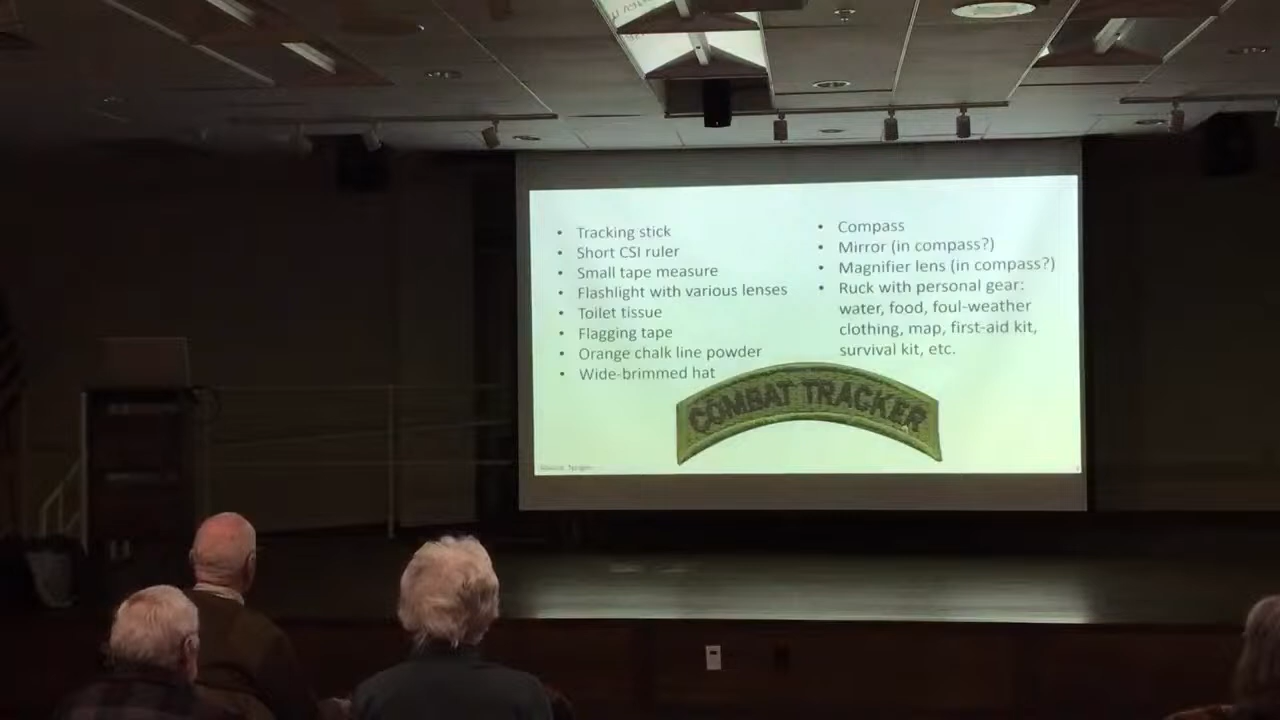 • Tracking stick
• Short CSI ruler
• Small tape measure
• Flashlight with various lenses
• Toilet tissue
• Flagging tape
• Orange chalk line powder
• Wide-brimmed hat
• Compass
• Mirror (in compass?)
• Magnifier lens (in compass?)
• Ruck with personal gear:
water, food, foul-weather
clothing, map, first-aid kit,
survival kit, etc.
COMBAT TRACKER